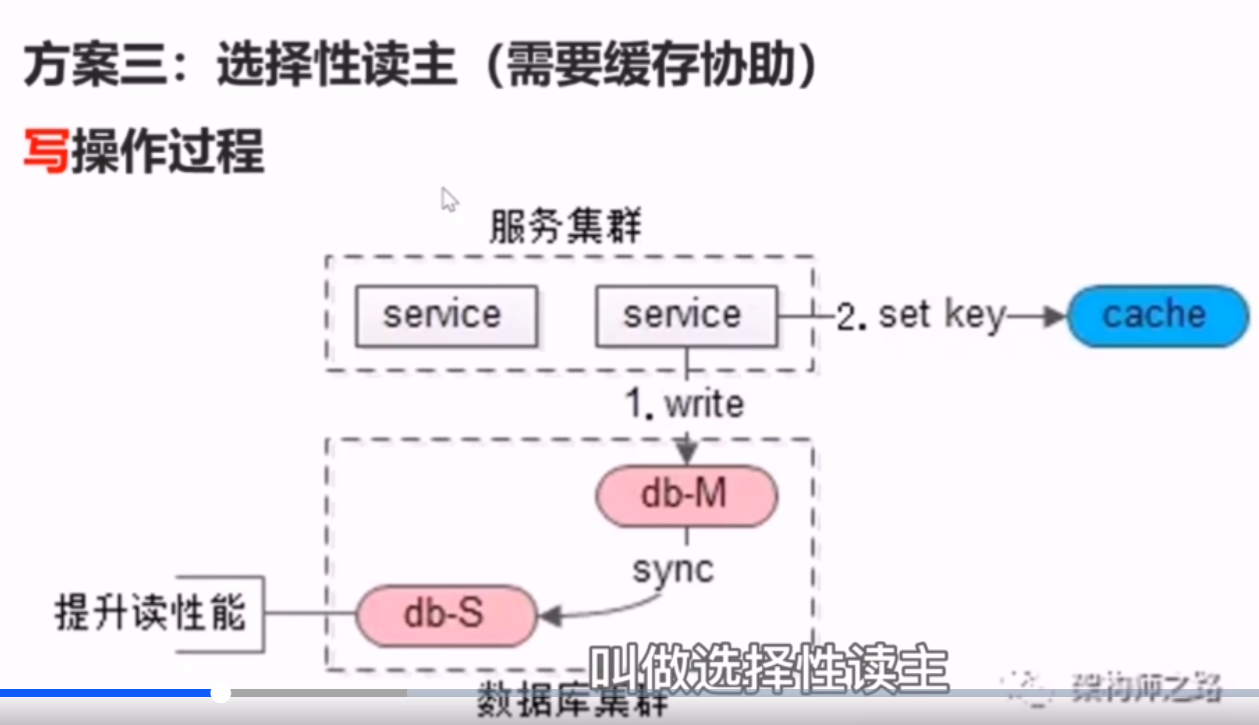 方案三：选择性读主（需要缓存协助）
写操作过程
服务集群
service
service
2. set key
cache
1. write
db-M
sync
提升读性能
db-S
叫做选择性读主
数据库集群
架构师之路